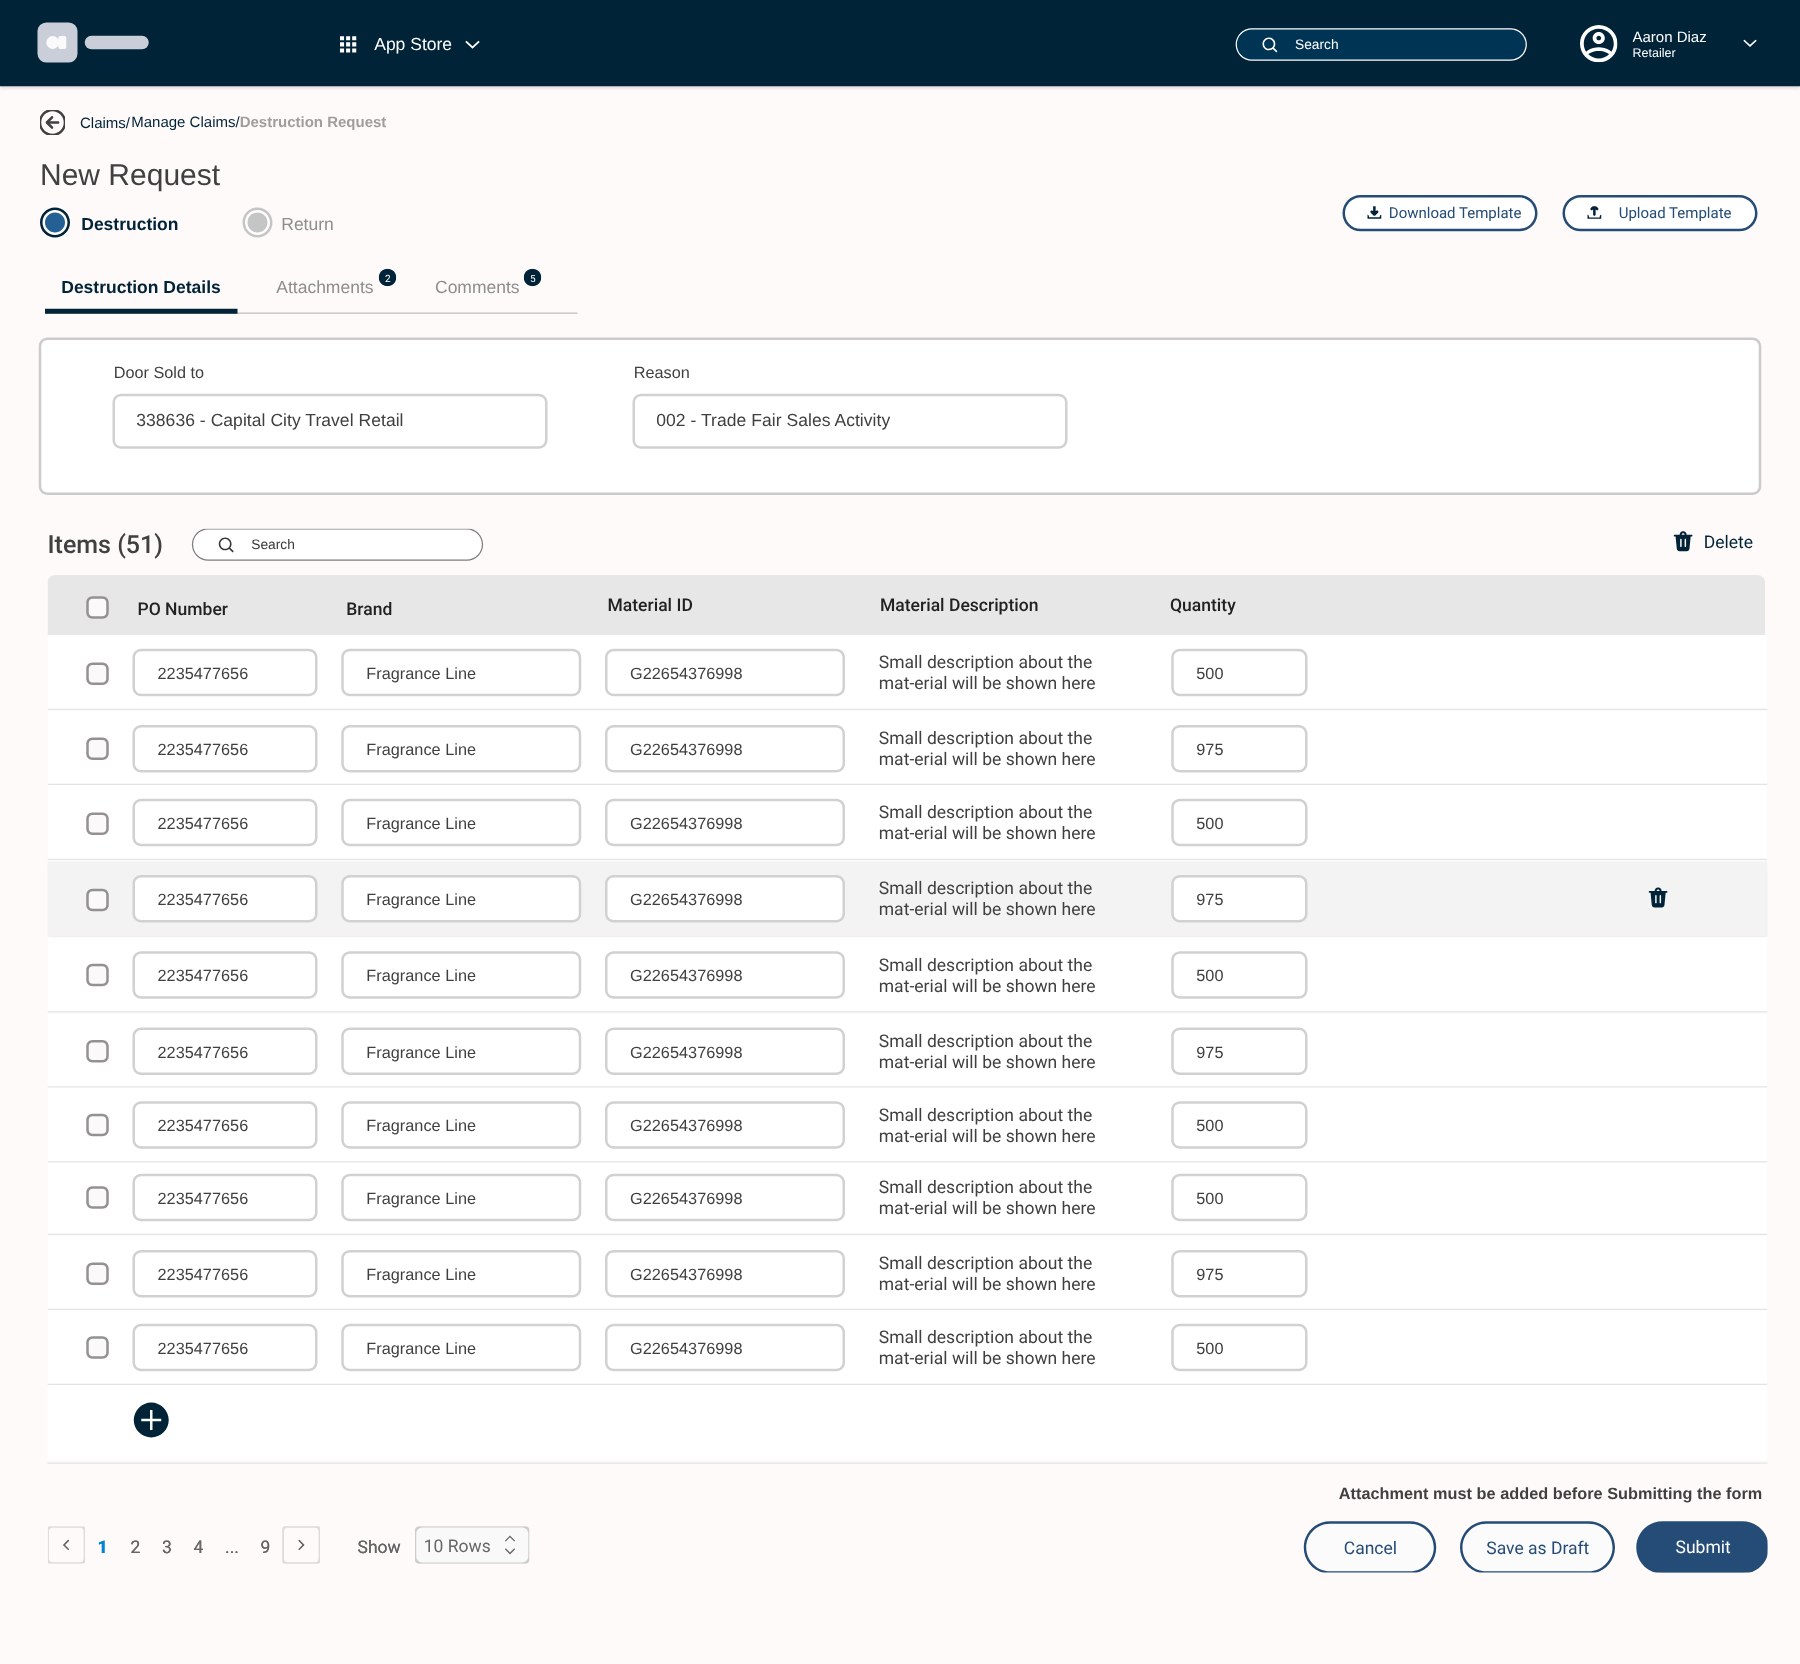 App Store
Search
Aaron Diaz
Retailer
Claims/Manage Claims/Destruction Request
New Request
Destruction
Return
Download Template
Upload Template
Destruction Details
Attachments 2
Comments 5
Door Sold to
Reason
338636 - Capital City Travel Retail
002 - Trade Fair Sales Activity
Items (51)
Search
Delete
PO Number Brand Material ID Material Description Quantity
2235477656 Fragrance Line G22654376998 Small description about the
mat-erial will be shown here 500
2235477656 Fragrance Line G22654376998 Small description about the
mat-erial will be shown here 975
2235477656 Fragrance Line G22654376998 Small description about the
mat-erial will be shown here 500
2235477656 Fragrance Line G22654376998 Small description about the
mat-erial will be shown here 975
2235477656 Fragrance Line G22654376998 Small description about the
mat-erial will be shown here 500
2235477656 Fragrance Line G22654376998 Small description about the
mat-erial will be shown here 975
2235477656 Fragrance Line G22654376998 Small description about the
mat-erial will be shown here 500
2235477656 Fragrance Line G22654376998 Small description about the
mat-erial will be shown here 500
2235477656 Fragrance Line G22654376998 Small description about the
mat-erial will be shown here 975
2235477656 Fragrance Line G22654376998 Small description about the
mat-erial will be shown here 500
Attachment must be added before Submitting the form
1 2 3 4 ... 9
Show 10 Rows
Cancel
Save as Draft
Submit